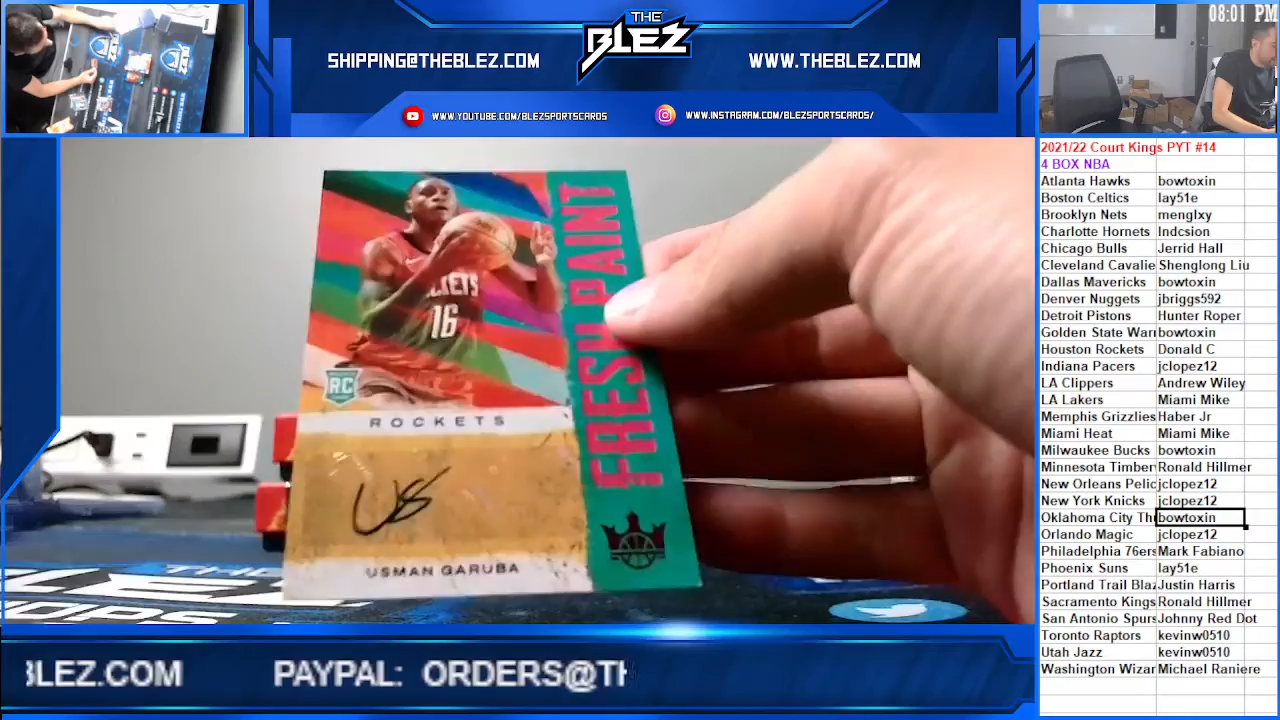 08:01 PM
THE
BLEZ
SHIPPING@THEBLEZ.COM
WWW.THEBLEZ.COM
WWW.YOUTUBE.COM/BLEZSPORTSCARDS
WWW.INSTAGRAM.COM/BLEZSPORTSCARDS/
2021/22 Court Kings PYT #14
4 BOX NBA
Atlanta Hawks bowtoxin
Boston Celtics lay51e
Brooklyn Nets menglxy
Charlotte Hornets Indcsion
Chicago Bulls Jerrid Hall
Cleveland Cavalie Shenglong Liu
Dallas Mavericks bowtoxin
Denver Nuggets jbriggs592
Detroit Pistons Hunter Roper
Golden State War bowtoxin
Houston Rockets Donald C
Indiana Pacers jclopez12
LA Clippers Andrew Wiley
LA Lakers Miami Mike
Memphis Grizzlies Haber Jr
Miami Heat Miami Mike
Milwaukee Bucks bowtoxin
Minnesota Timber Ronald Hillmer
New Orleans Pelic jclopez12
New York Knicks jclopez12
Oklahoma City Th bowtoxin
Orlando Magic jclopez12
Philadelphia 76ers Mark Fabiano
Phoenix Suns lay51e
Portland Trail Blaz Justin Harris
Sacramento Kings Ronald Hillmer
San Antonio Spurs Johnny Red Dot
Toronto Raptors kevinw0510
Utah Jazz kevinw0510
Washington Wizar Michael Raniere
FRESH PAINT
CKETS
16
RC
ROCKETS
US
USMAN GARUBA
THE
BLEZ
BLEZ.COM PAYPAL: ORDERS@TH